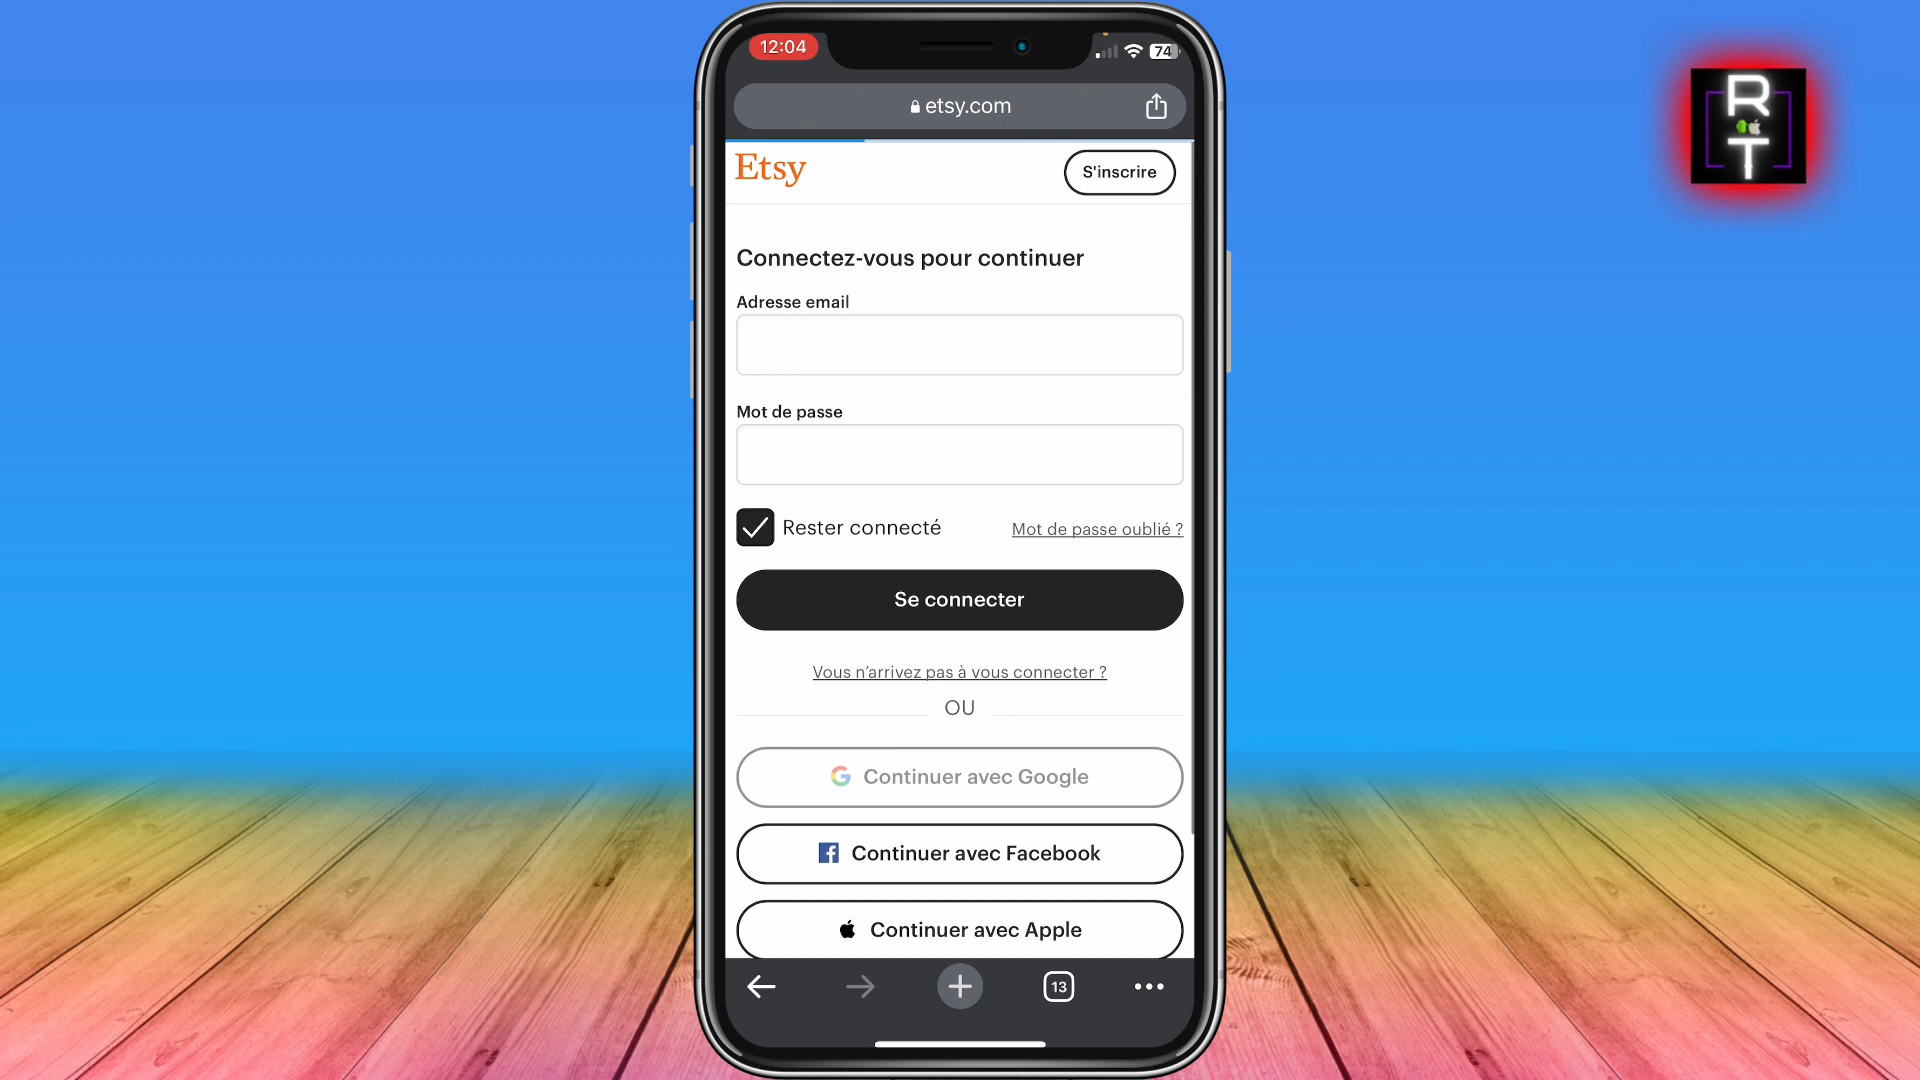 12:04
74
etsy.com
Etsy
S'inscrire
Connectez-vous pour continuer
Adresse email
Mot de passe
Rester connecté
Mot de passe oublié ?
Se connecter
Vous n’arrivez pas à vous connecter ?
OU
Continuer avec Google
Continuer avec Facebook
Continuer avec Apple
13
R
T